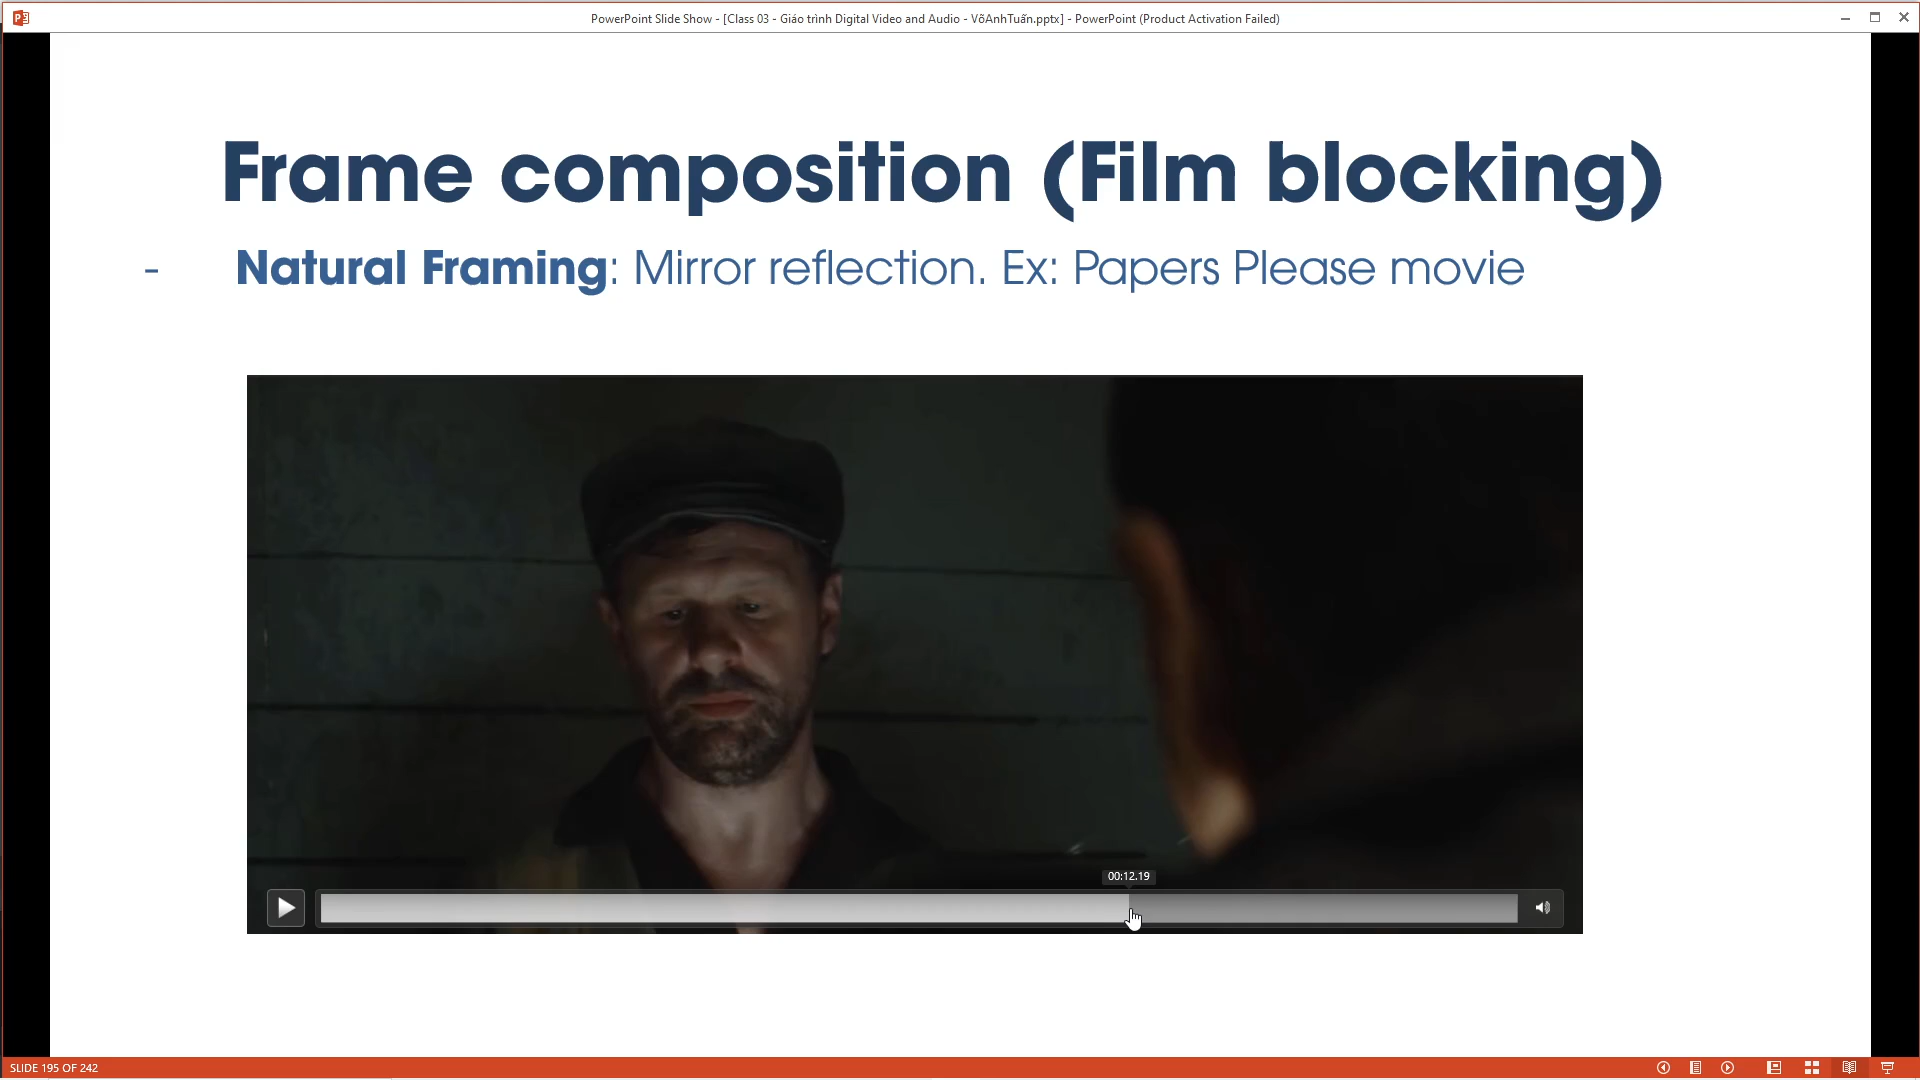 PowerPoint Slide Show - [Class 03 - Giáo trình Digital Video and Audio - VõAnhTuấn.pptx] - PowerPoint (Product Activation Failed)
Frame composition (Film blocking)
- Natural Framing: Mirror reflection. Ex: Papers Please movie
00:12.19
SLIDE 195 OF 242